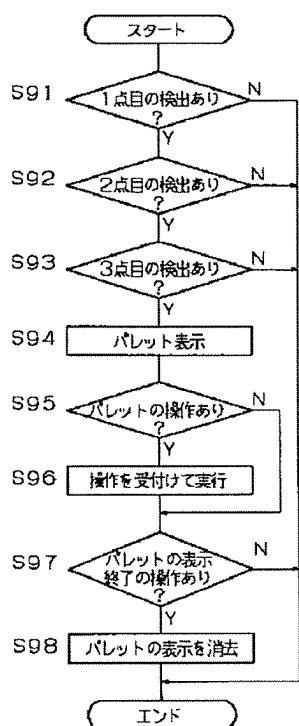 スタート
S91
1点目の検出あり
?
N
Y
S92
2点目の検出あり
?
N
Y
S93
3点目の検出あり
?
N
Y
S94
パレット表示
S95
パレットの操作あり
?
N
Y
S96
操作を受付けて実行
S97
パレットの表示
終了の操作あり
?
N
Y
S98
パレットの表示を消去
エンド